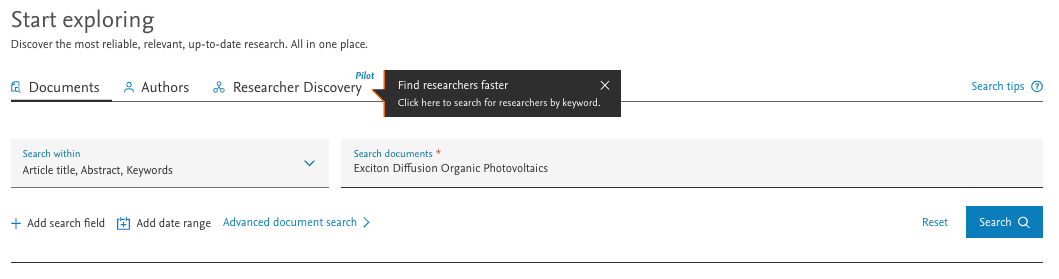 Start exploring
Discover the most reliable, relevant, up-to-date research. All in one place.
Documents
Authors
Researcher Discovery
Pilot
Find researchers faster
Click here to search for researchers by keyword.
Search tips
Search within
Article title, Abstract, Keywords
Search documents *
Exciton Diffusion Organic Photovoltaics
Add search field
Add date range
Advanced document search
Reset
Search